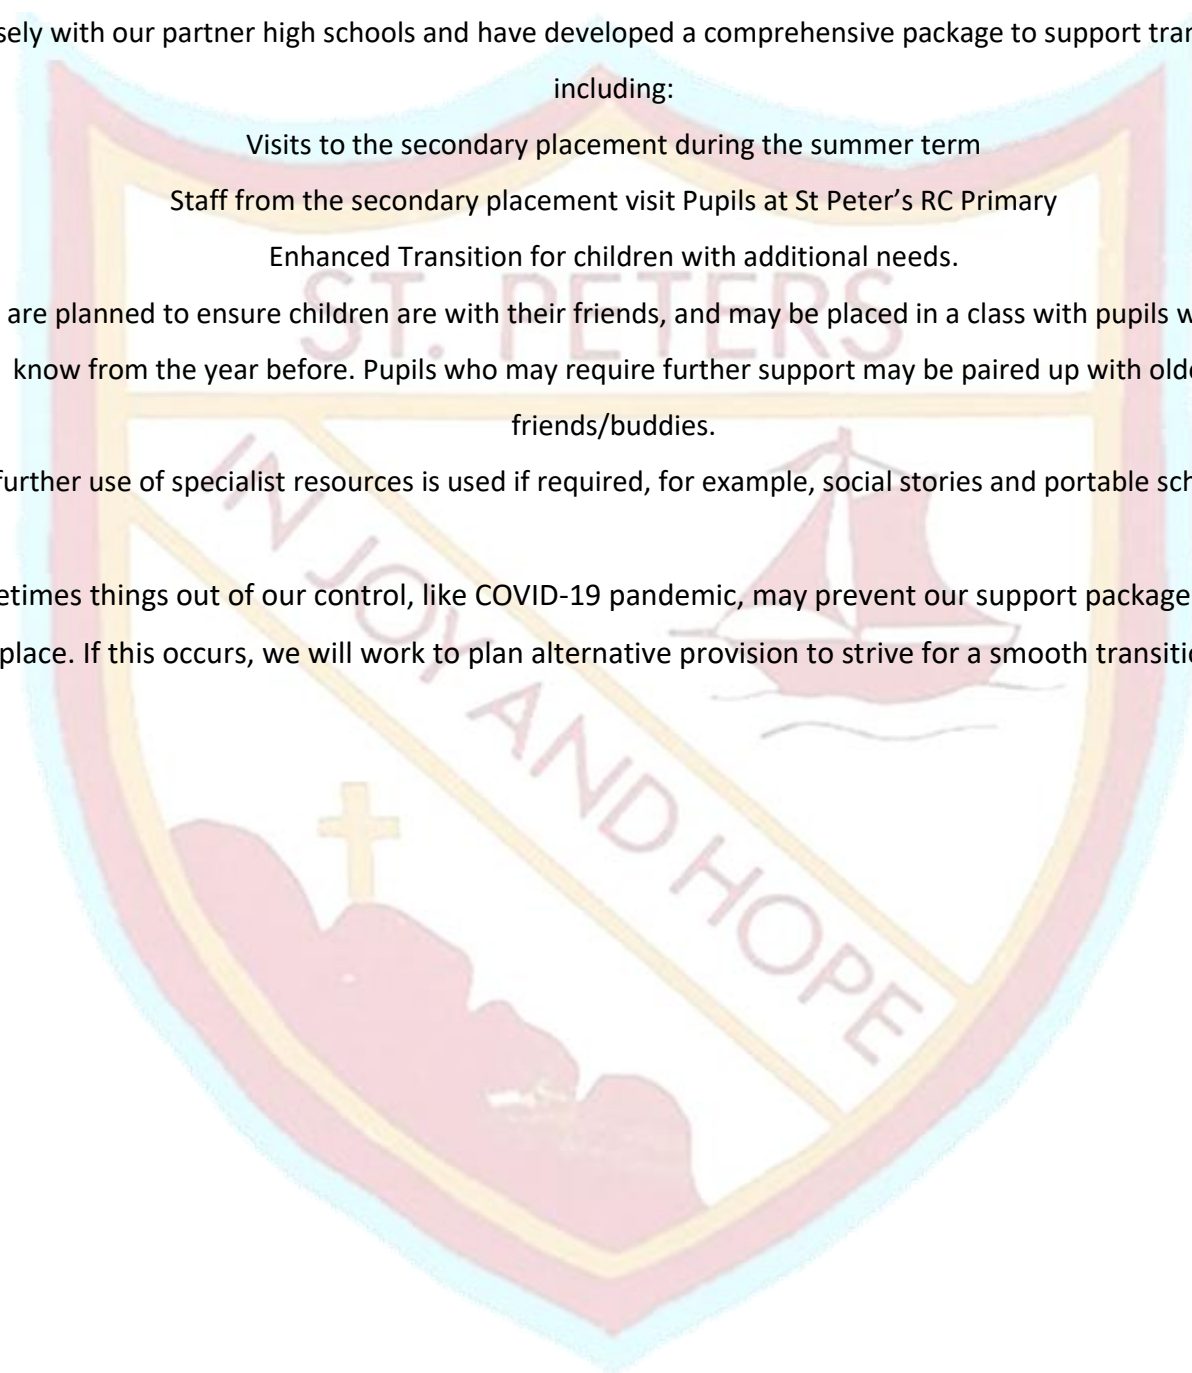 sely with our partner high schools and have developed a comprehensive package to support tran
including:
Visits to the secondary placement during the summer term
Staff from the secondary placement visit Pupils at St Peter’s RC Primary
Enhanced Transition for children with additional needs.
are planned to ensure children are with their friends, and may be placed in a class with pupils w
know from the year before. Pupils who may require further support may be paired up with olde
friends/buddies.
further use of specialist resources is used if required, for example, social stories and portable sch
etimes things out of our control, like COVID-19 pandemic, may prevent our support package
place. If this occurs, we will work to plan alternative provision to strive for a smooth transitio
ST. PETERS
IN JOY AND HOPE